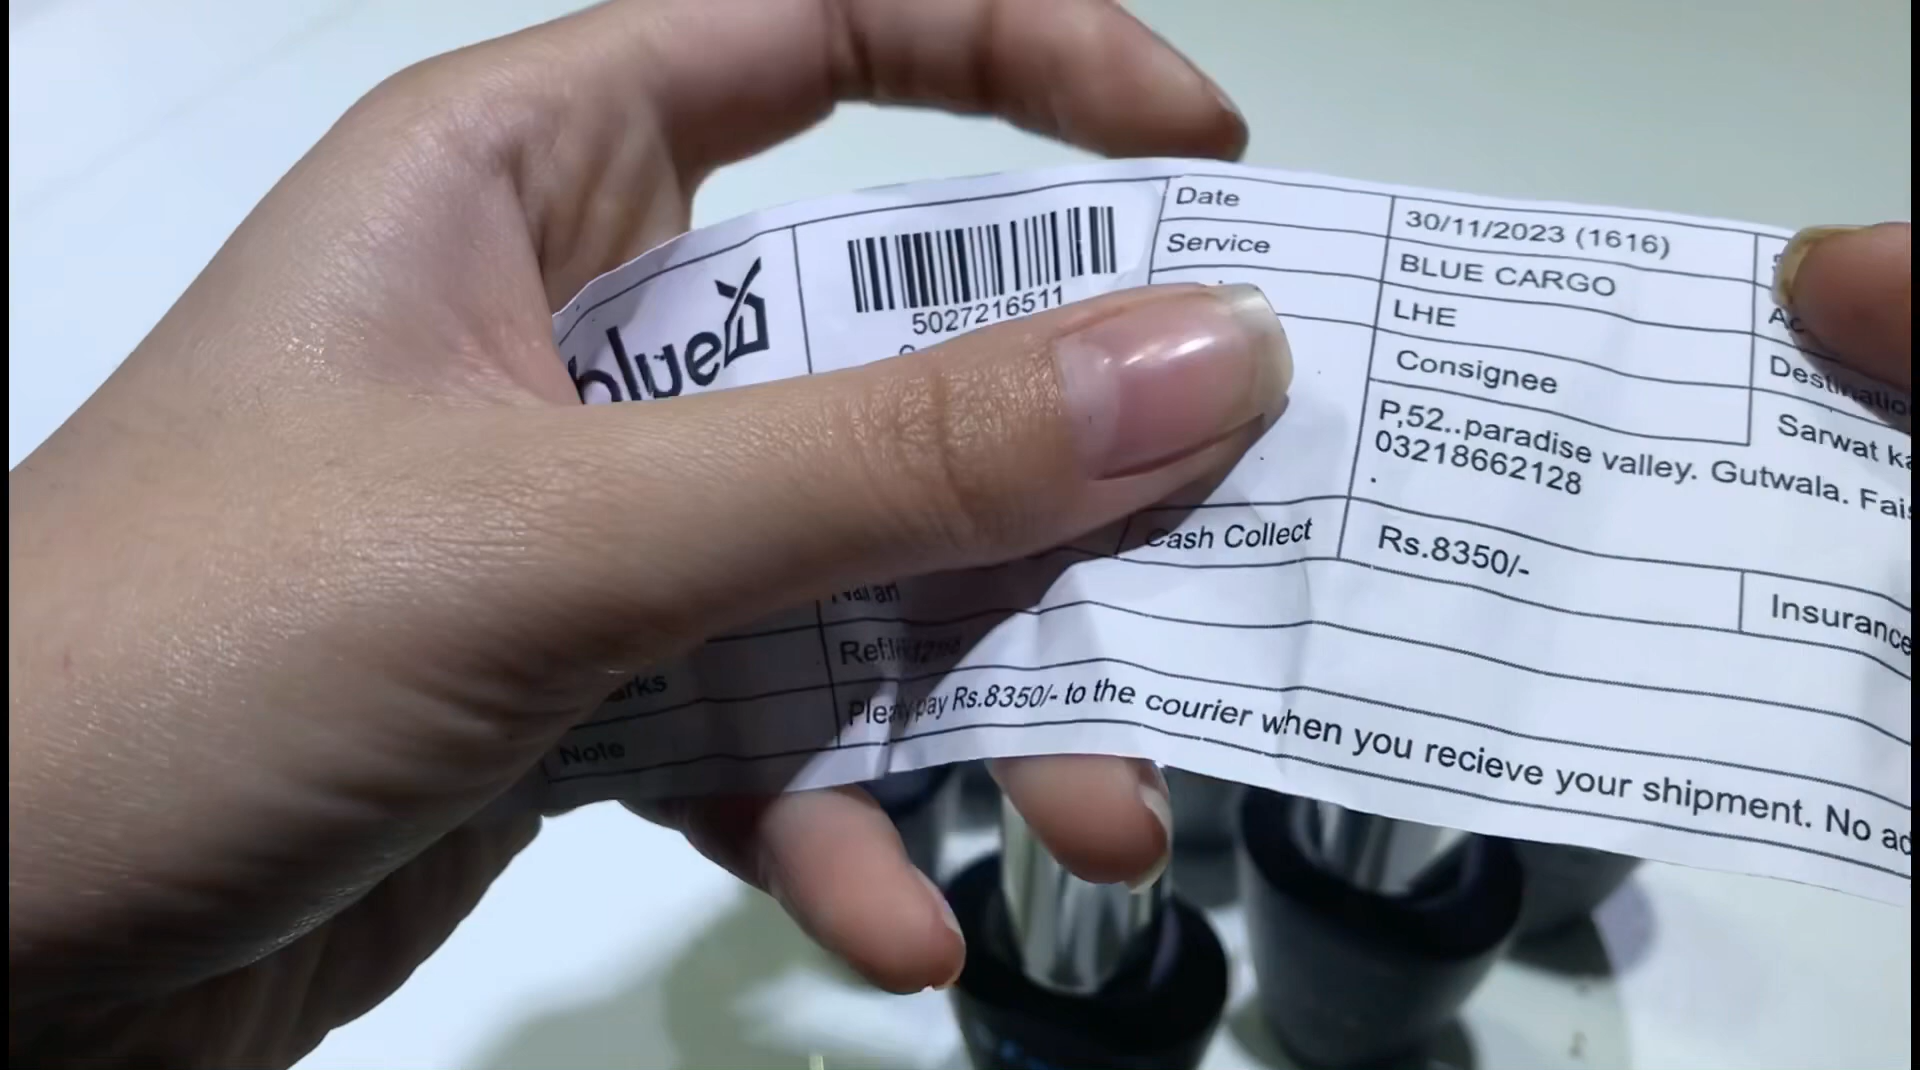 blue
5027216511
Date
30/11/2023 (1616)
Service
BLUE CARGO
LHE
Consignee
Sarwat
P,52..paradise valley. Gutwala.
03218662128
.
Cash Collect
Rs.8350/-
Insurance
Note
pay Rs.8350/- to the courier when you recieve your shipment. No